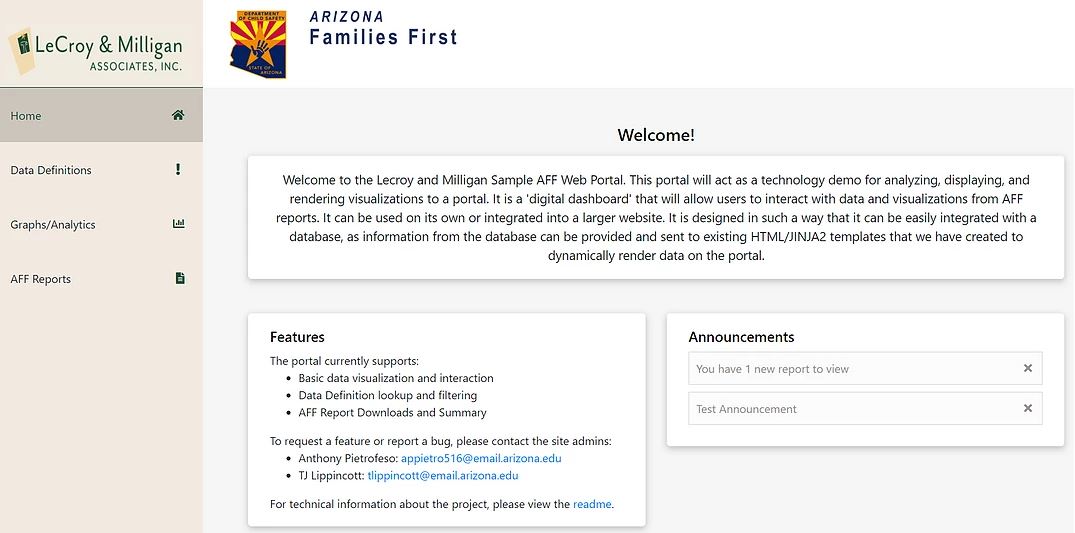 LeCroy & Milligan
ASSOCIATES, INC.
DEPARTMENT
OF CHILD SAFETY
STATE OF
ARIZONA
ARIZONA
Families First
Home
Data Definitions
Graphs/Analytics
AFF Reports
Welcome!
Welcome to the Lecroy and Milligan Sample AFF Web Portal. This portal will act as a technology demo for analyzing, displaying, and
rendering visualizations to a portal. It is a 'digital dashboard' that will allow users to interact with data and visualizations from AFF
reports. It can be used on its own or integrated into a larger website. It is designed in such a way that it can be easily integrated with a
database, as information from the database can be provided and sent to existing HTML/JINJA2 templates that we have created to
dynamically render data on the portal.
Features
The portal currently supports:
• Basic data visualization and interaction
• Data Definition lookup and filtering
• AFF Report Downloads and Summary
To request a feature or report a bug, please contact the site admins:
• Anthony Pietrofeso: appietro516@email.arizona.edu
• TJ Lippincott: tlippincott@email.arizona.edu
For technical information about the project, please view the readme.
Announcements
You have 1 new report to view
Test Announcement